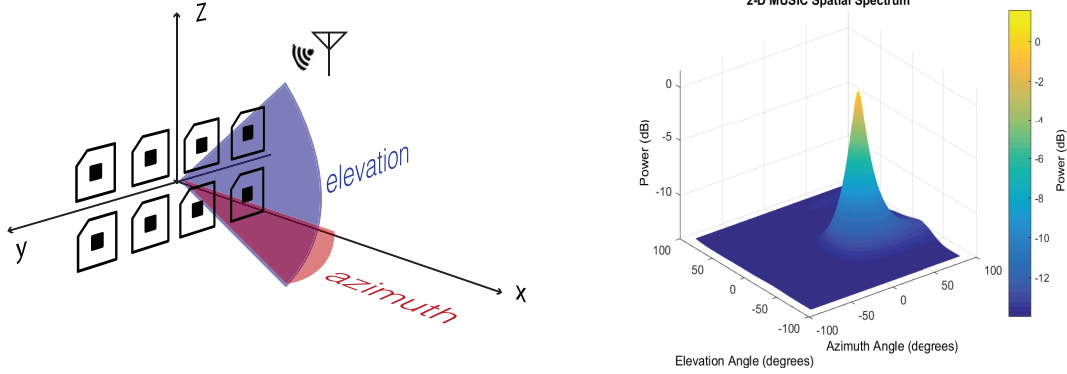 z
elevation
y
azimuth
x
2-D MUSIC Spatial Spectrum
0
-5
-10
Power (dB)
100
50
0
-50
-100
Elevation Angle (degrees)
-100
-50
0
50
100
Azimuth Angle (degrees)
0
-2
-4
-6
-8
-10
-12
Power (dB)